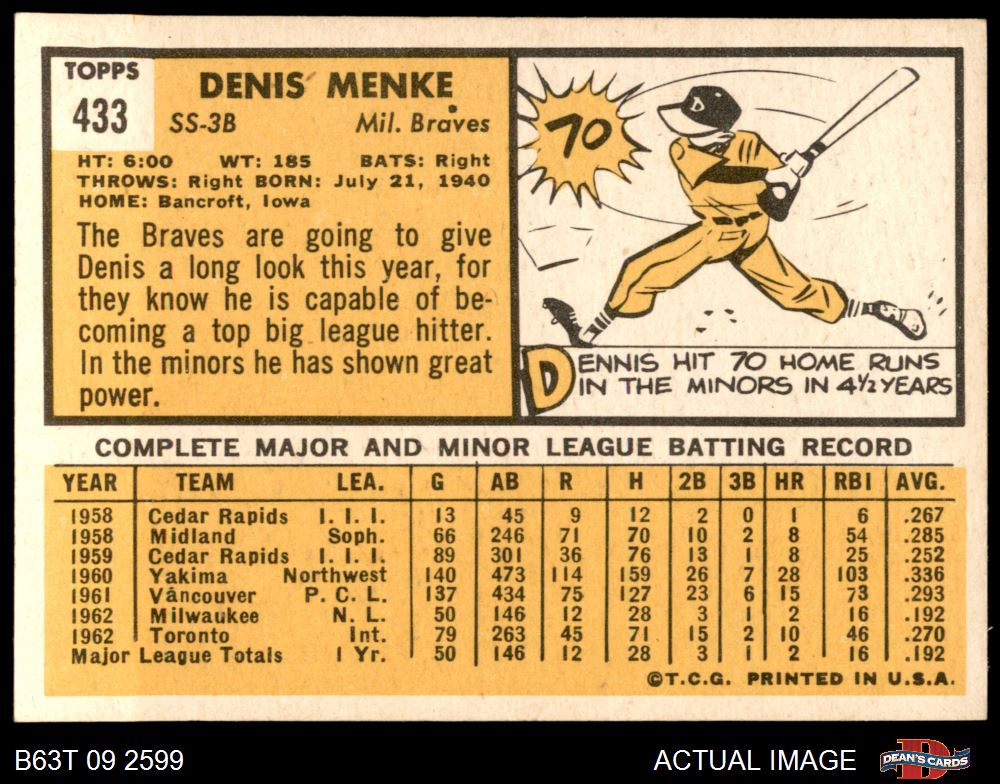 TOPPS
433
DENIS MENKE
SS-3B Mil. Braves
HT: 6:00 WT: 185 BATS: Right
THROWS: Right BORN: July 21, 1940
HOME: Bancroft, Iowa
The Braves are going to give
Denis a long look this year, for
they know he is capable of be-
coming a top big league hitter.
In the minors he has shown great
power.
70
D
DENNIS HIT 70 HOME RUNS
IN THE MINORS IN 4½ YEARS
COMPLETE MAJOR AND MINOR LEAGUE BATTING RECORD
YEAR TEAM LEA. G AB R H 2B 3B HR RBI AVG.
1958 Cedar Rapids I. I. I. 13 45 9 12 2 0 1 6 .267
1958 Midland Soph. 66 246 71 70 10 2 8 54 .285
1959 Cedar Rapids I. I. I. 89 301 36 76 13 1 8 25 .252
1960 Yakima Northwest 140 473 114 159 26 7 28 103 .336
1961 Vancouver P. C. L. 137 434 75 127 23 6 15 73 .293
1962 Milwaukee N. L. 50 146 12 28 3 1 2 16 .192
1962 Toronto Int. 79 263 45 71 15 2 10 46 .270
Major League Totals 1 Yr. 50 146 12 28 3 1 2 16 .192
©T.C.G. PRINTED IN U.S.A.
B63T 09 2599 ACTUAL IMAGE
DEAN'S CARDS